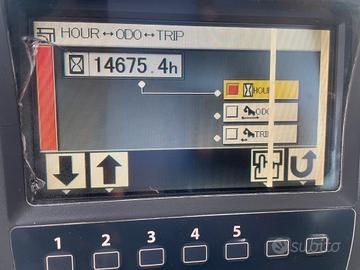 HOUR↔ODO↔TRIP
14675.4h
HOUR
ODO
TRIP
1 2 3 4 5
subito